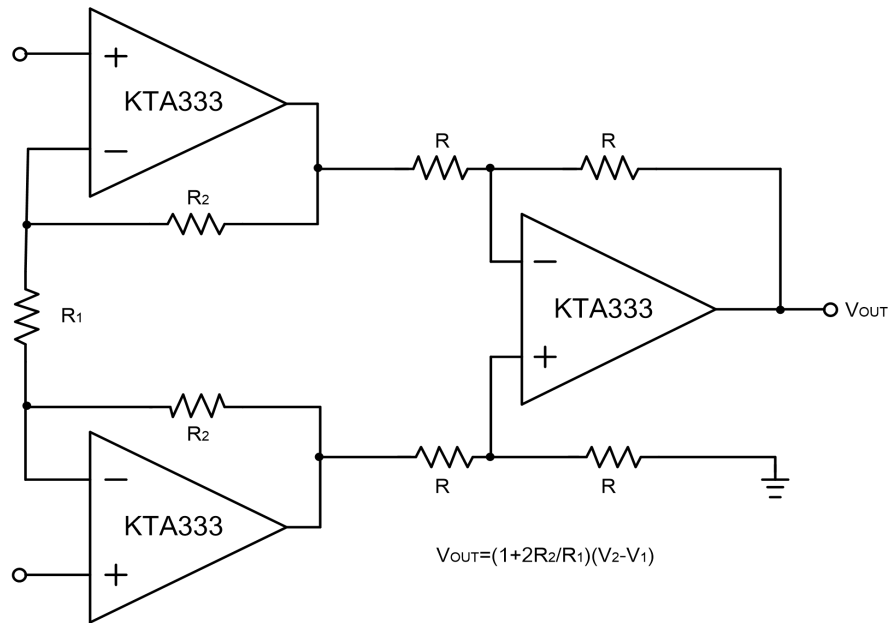 +
KTA333
−
R2
R
R
R1
−
KTA333
+
VOUT
R2
−
KTA333
+
R
R
VOUT=(1+2R2/R1)(V2-V1)